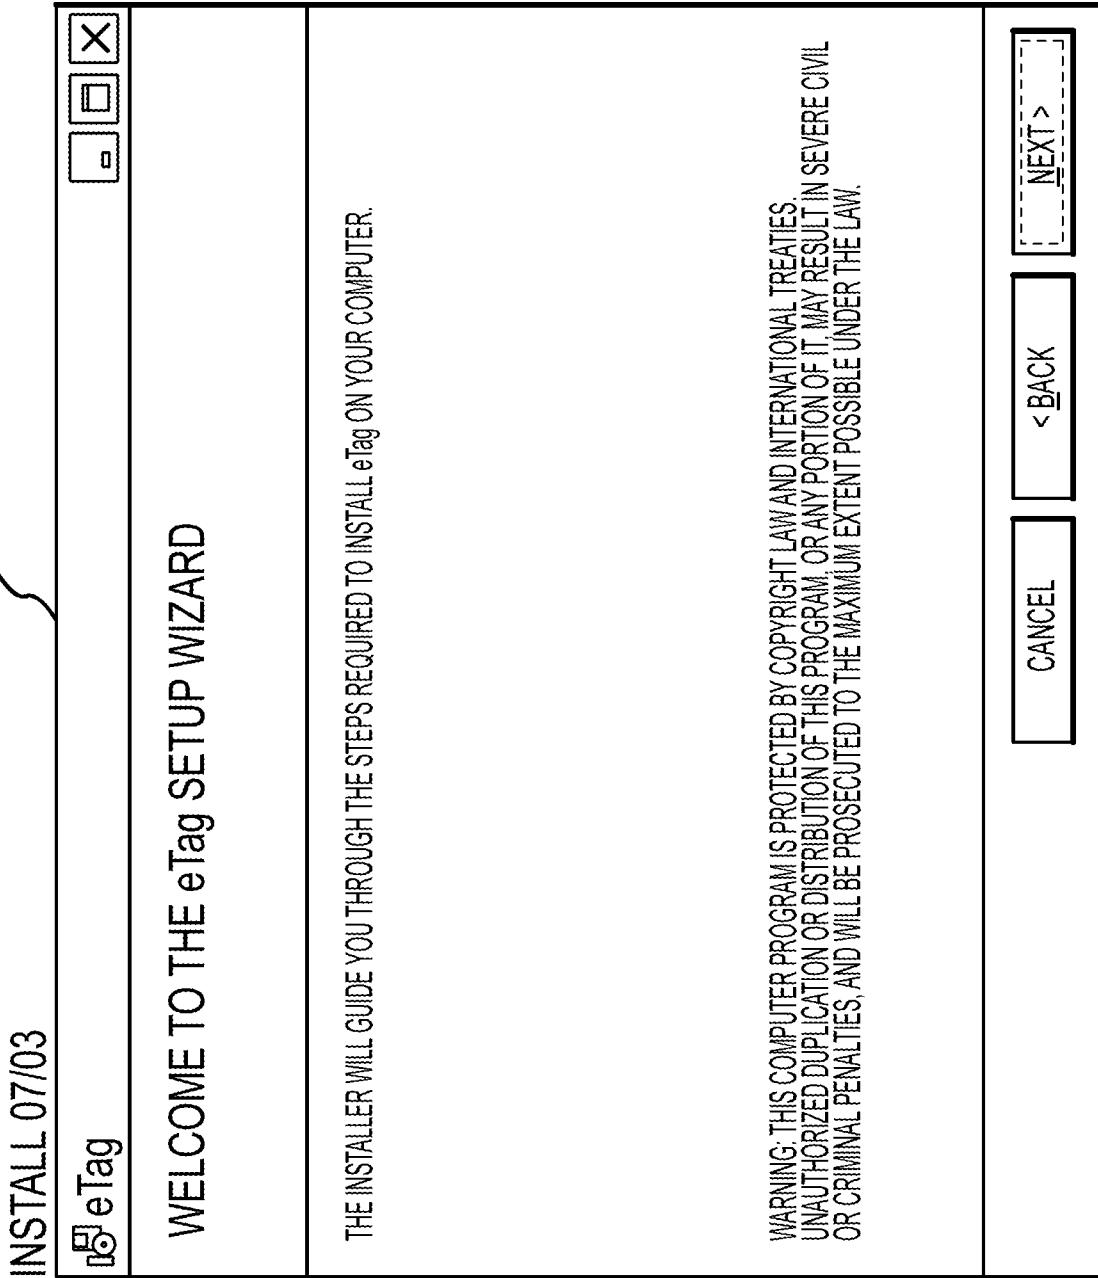 INSTALL 07/03
eTag
WELCOME TO THE eTag SETUP WIZARD
THE INSTALLER WILL GUIDE YOU THROUGH THE STEPS REQUIRED TO INSTALL eTag ON YOUR COMPUTER.
WARNING: THIS COMPUTER PROGRAM IS PROTECTED BY COPYRIGHT LAW AND INTERNATIONAL TREATIES.
UNAUTHORIZED DUPLICATION OR DISTRIBUTION OF THIS PROGRAM, OR ANY PORTION OF IT, MAY RESULT IN SEVERE CIVIL
OR CRIMINAL PENALTIES, AND WILL BE PROSECUTED TO THE MAXIMUM EXTENT POSSIBLE UNDER THE LAW.
CANCEL
< BACK
NEXT >